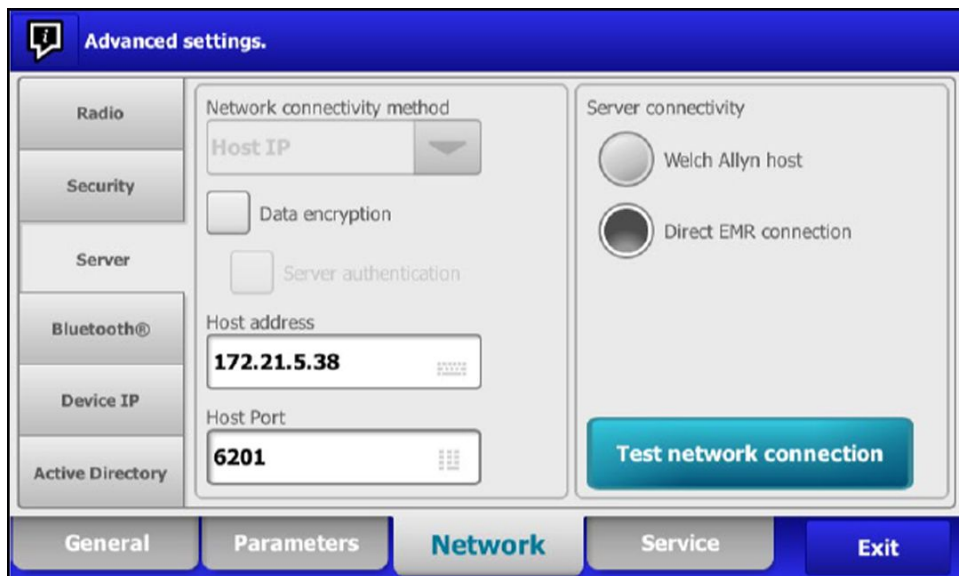 Advanced settings.
Radio
Security
Server
Bluetooth®
Device IP
Active Directory
Network connectivity method
Host IP
Data encryption
Server authentication
Host address
172.21.5.38
Host Port
6201
Server connectivity
Welch Allyn host
Direct EMR connection
Test network connection
General
Parameters
Network
Service
Exit